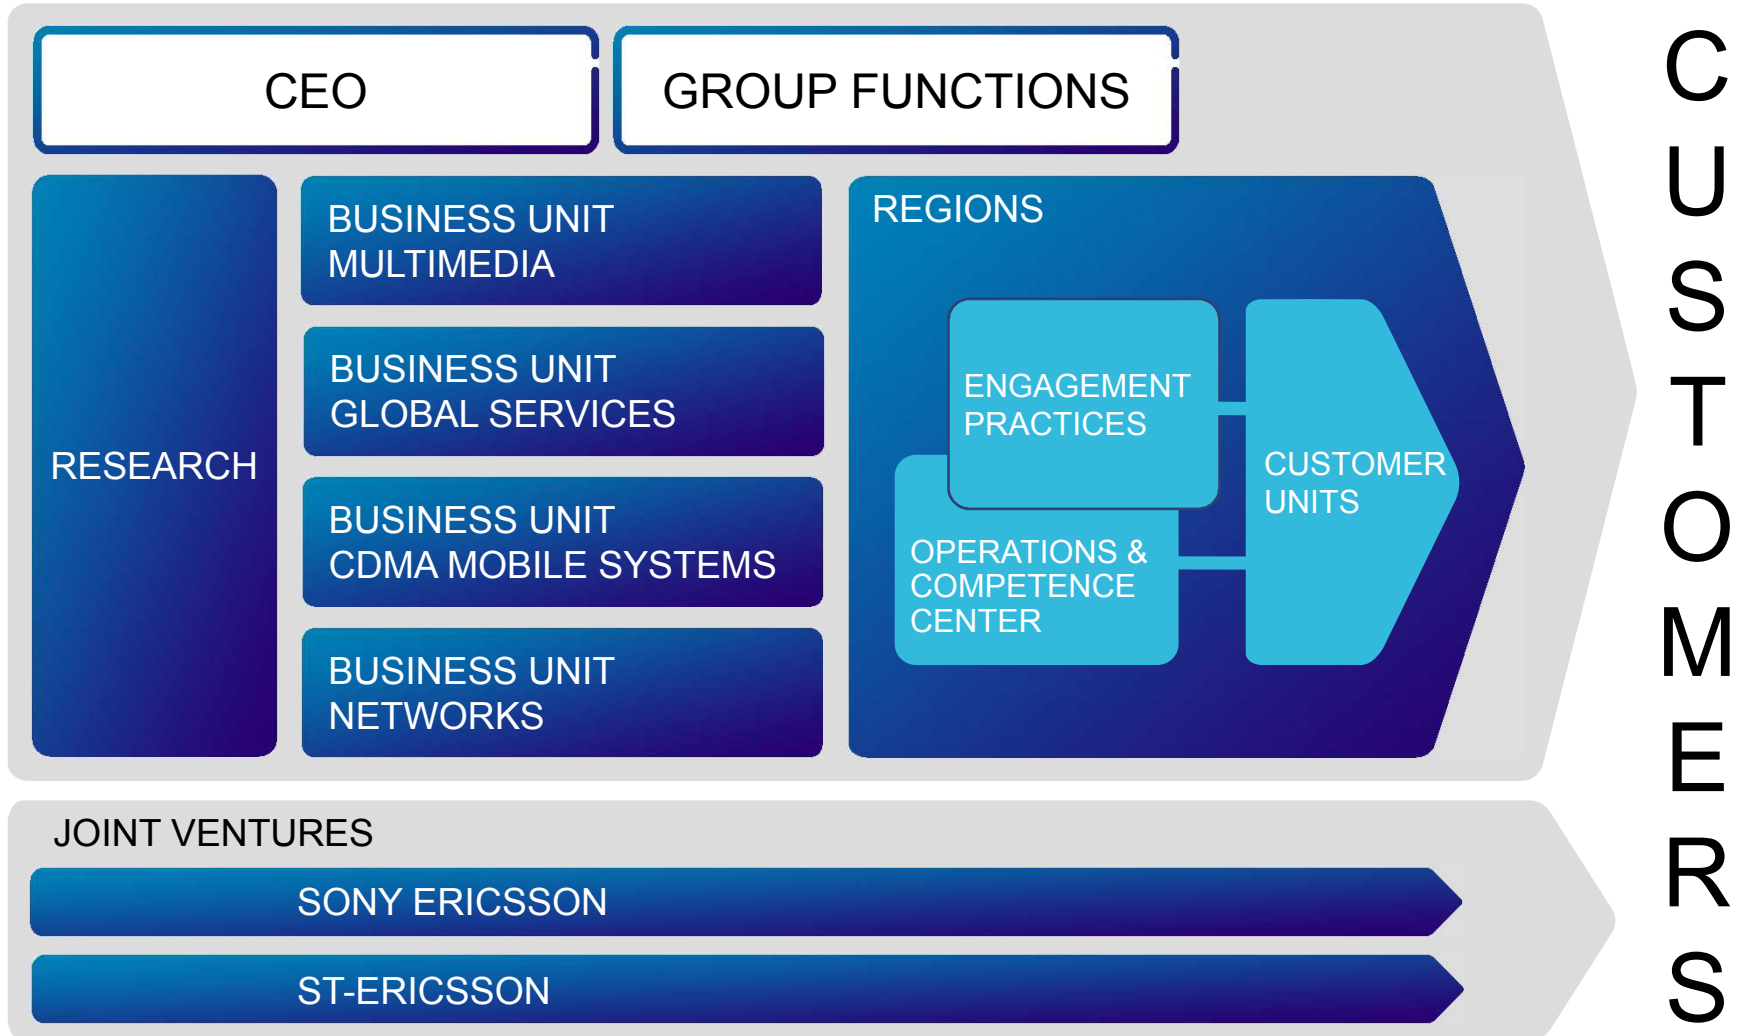 CEO
GROUP FUNCTIONS
RESEARCH
BUSINESS UNIT
MULTIMEDIA
BUSINESS UNIT
GLOBAL SERVICES
BUSINESS UNIT
CDMA MOBILE SYSTEMS
BUSINESS UNIT
NETWORKS
REGIONS
ENGAGEMENT
PRACTICES
OPERATIONS &
COMPETENCE
CENTER
CUSTOMER
UNITS
JOINT VENTURES
SONY ERICSSON
ST-ERICSSON
CUSTOMERS